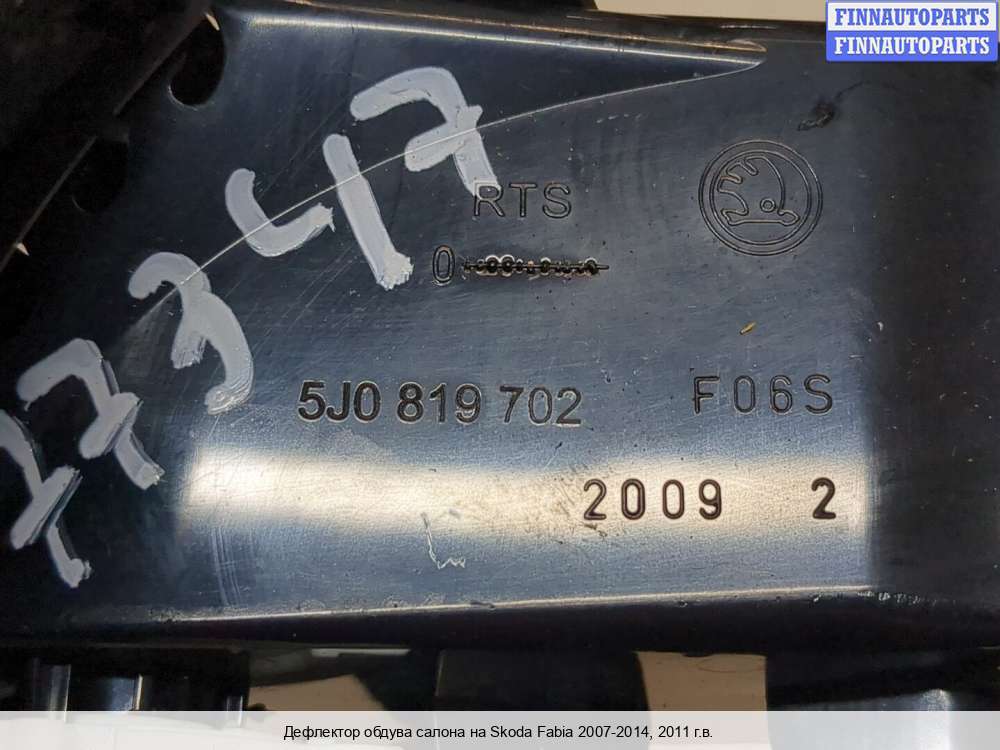 FINNAUTOPARTS
FINNAUTOPARTS
RTS
0
5J0 819 702
F06S
2009 2
Дефлектор обдува салона на Skoda Fabia 2007-2014, 2011 г.в.